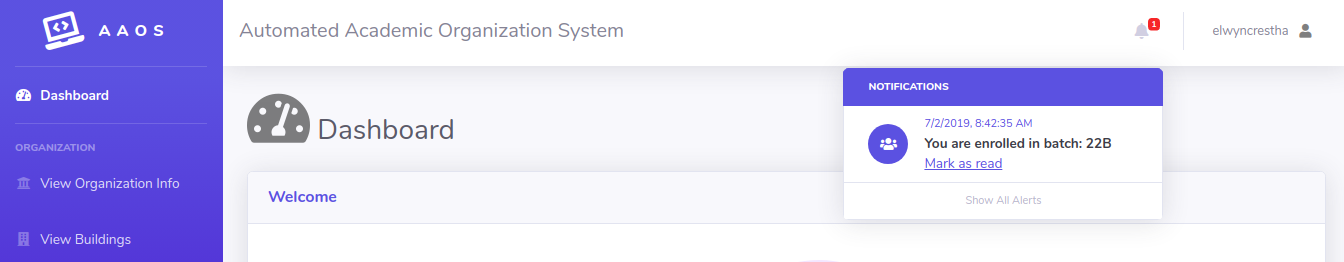 AAOS
Automated Academic Organization System
1
elwyncrestha
Dashboard
ORGANIZATION
View Organization Info
View Buildings
Dashboard
Welcome
NOTIFICATIONS
7/2/2019, 8:42:35 AM
You are enrolled in batch: 22B
Mark as read
Show All Alerts